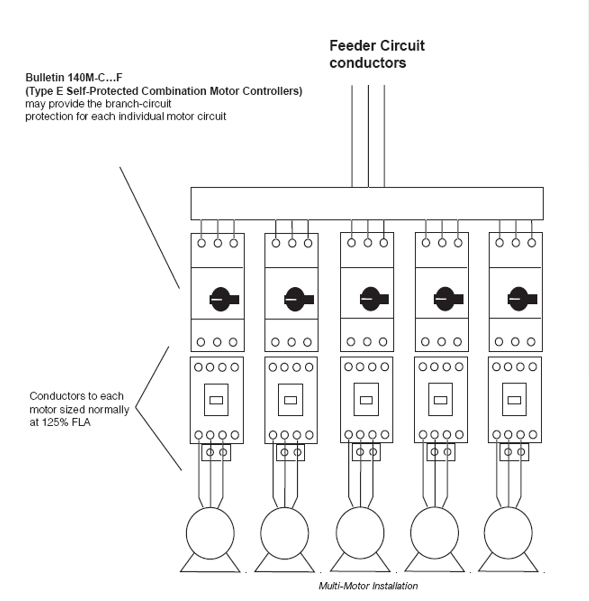 Feeder Circuit
conductors
Bulletin 140M-C...F
(Type E Self-Protected Combination Motor Controllers)
may provide the branch-circuit
protection for each individual motor circuit
Conductors to each
motor sized normally
at 125% FLA
Multi-Motor Installation